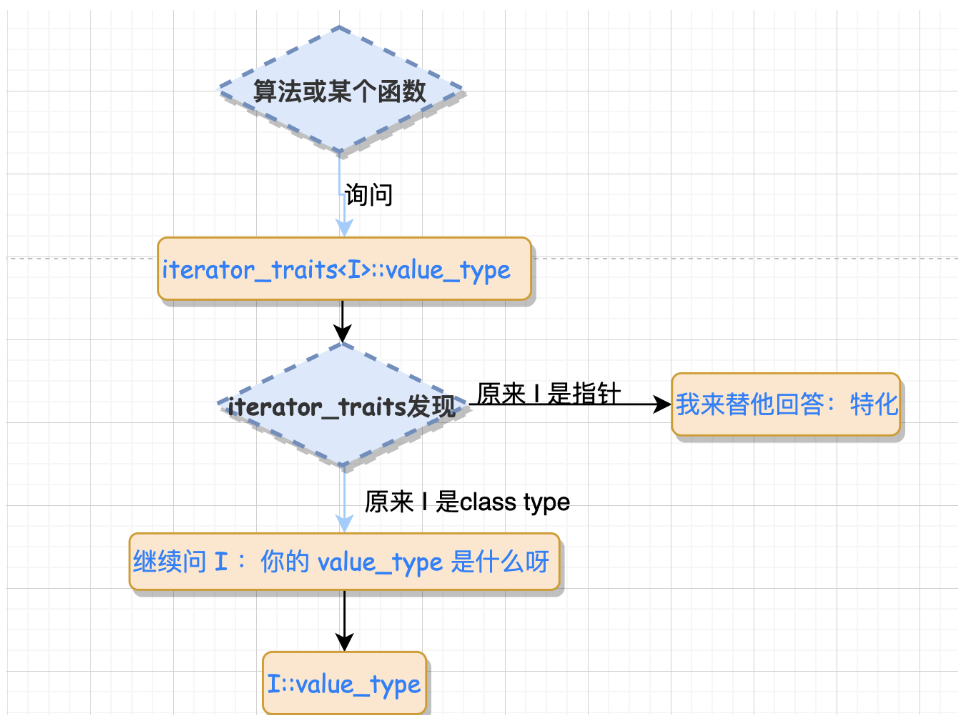 算法或某个函数
询问
iterator_traits<I>::value_type
iterator_traits发现
原来 I 是指针
我来替他回答：特化
原来 I 是class type
继续问 I ：你的 value_type 是什么呀
I::value_type